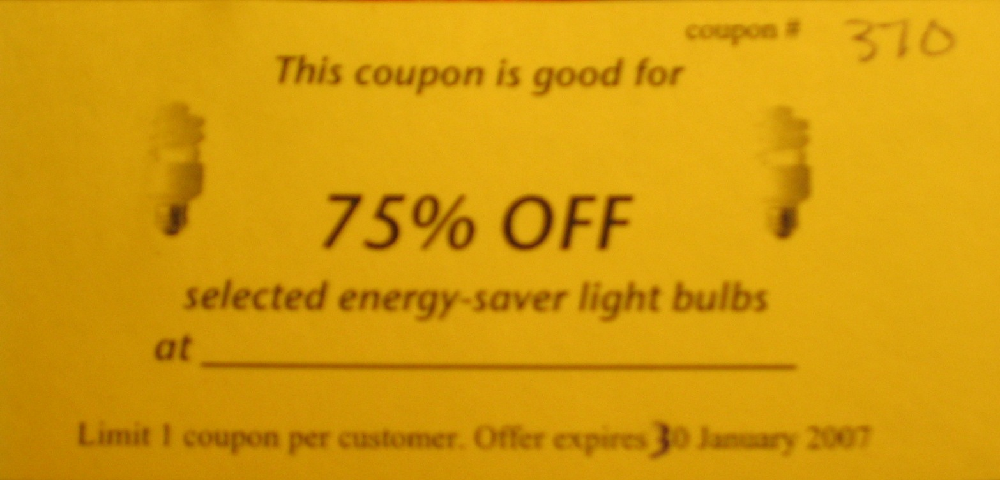 coupon # 370
This coupon is good for
75% OFF
selected energy-saver light bulbs
at
Limit 1 coupon per customer. Offer expires 30 January 2007